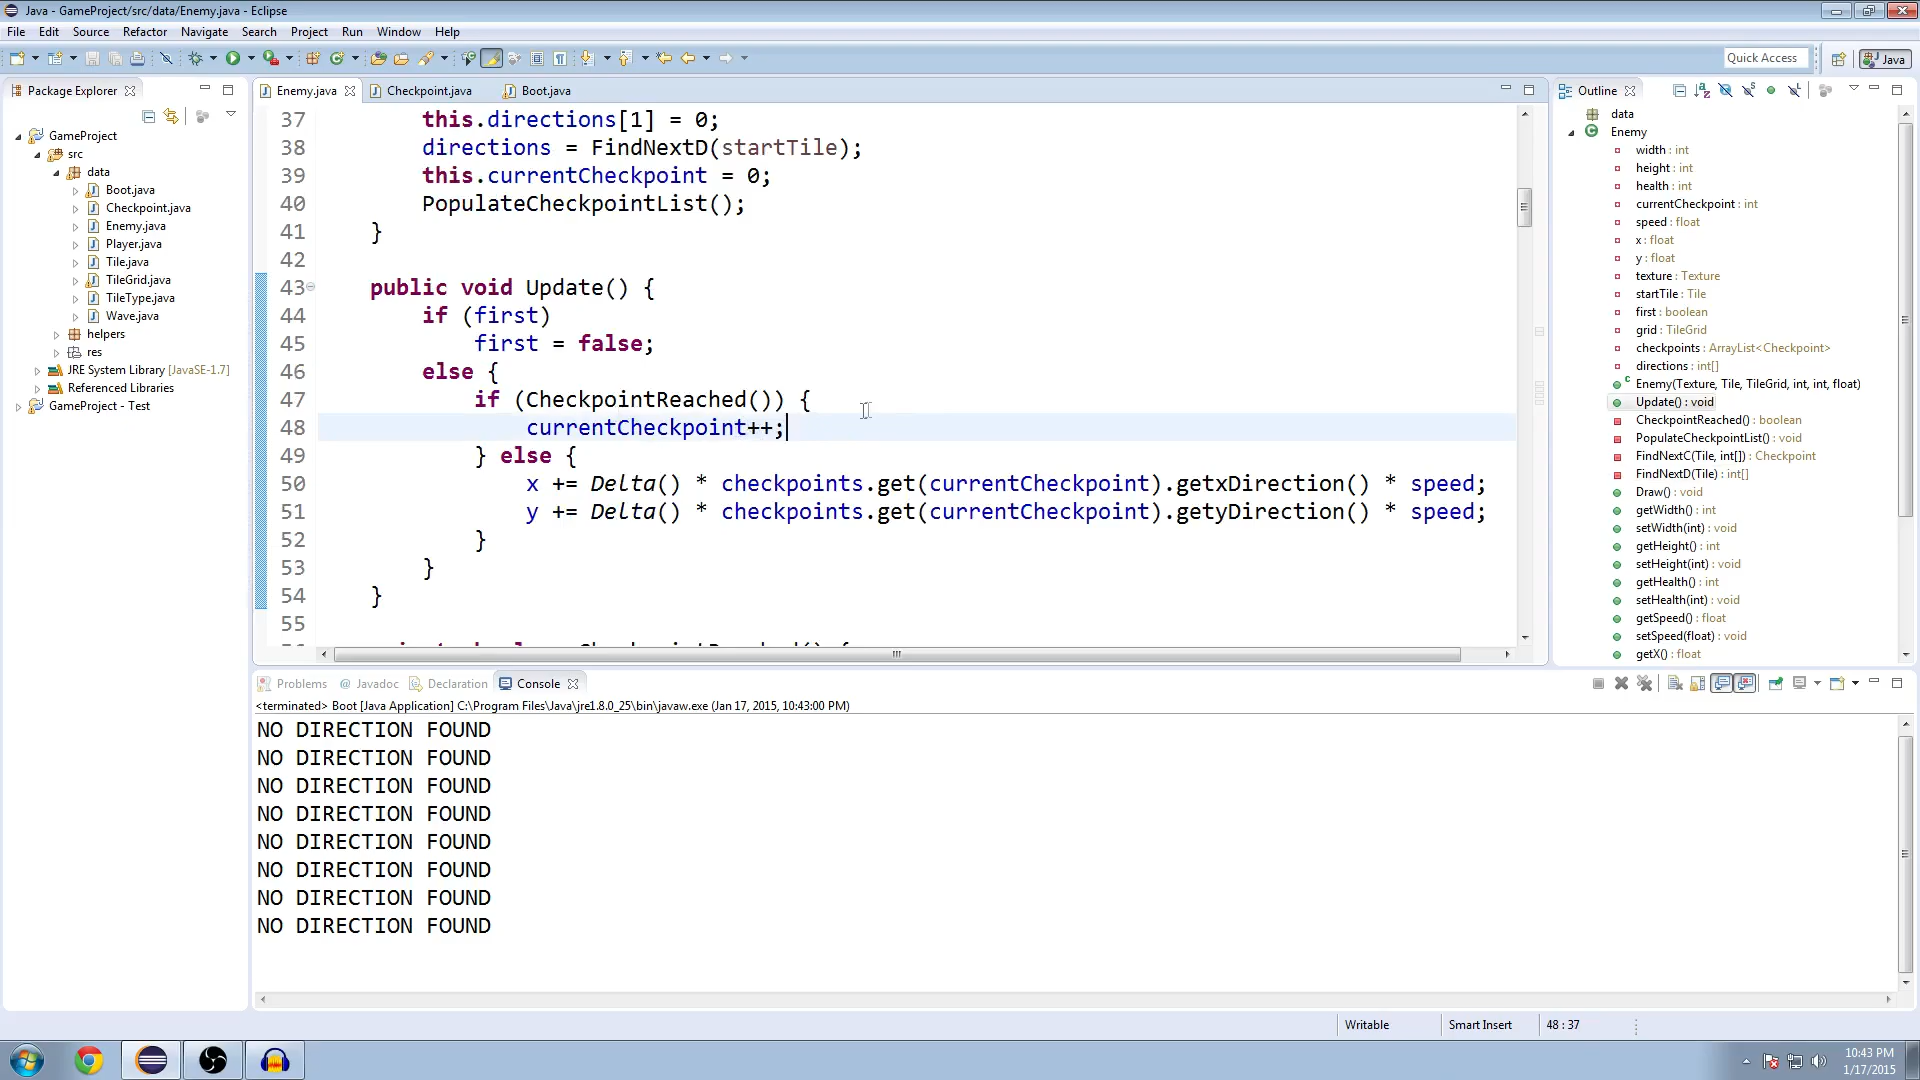 Java - GameProject/src/data/Enemy.java - Eclipse
File Edit Source Refactor Navigate Search Project Run Window Help
Quick Access
Java
Package Explorer
GameProject
src
data
Boot.java
Checkpoint.java
Enemy.java
Player.java
Tile.java
TileGrid.java
TileType.java
Wave.java
helpers
res
JRE System Library [JavaSE-1.7]
Referenced Libraries
GameProject - Test
Enemy.java Checkpoint.java Boot.java
37 this.directions[1] = 0;
38 directions = FindNextD(startTile);
39 this.currentCheckpoint = 0;
40 PopulateCheckpointList();
41 }
42
43 public void Update() {
44 if (first)
45 first = false;
46 else {
47 if (CheckpointReached()) {
48 currentCheckpoint++;
49 } else {
50 x += Delta() * checkpoints.get(currentCheckpoint).getxDirection() * speed;
51 y += Delta() * checkpoints.get(currentCheckpoint).getyDirection() * speed;
52 }
53 }
54 }
55
Outline
data
Enemy
width : int
height : int
health : int
currentCheckpoint : int
speed : float
x : float
y : float
texture : Texture
startTile : Tile
first : boolean
grid : TileGrid
checkpoints : ArrayList<Checkpoint>
directions : int[]
Enemy(Texture, Tile, TileGrid, int, int, float)
Update() : void
CheckpointReached() : boolean
PopulateCheckpointList() : void
FindNextC(Tile, int[]) : Checkpoint
FindNextD(Tile) : int[]
Draw() : void
getWidth() : int
setWidth(int) : void
getHeight() : int
setHeight(int) : void
getHealth() : int
setHealth(int) : void
getSpeed() : float
setSpeed(float) : void
getX() : float
Problems @ Javadoc Declaration Console
<terminated> Boot [Java Application] C:\Program Files\Java\jre1.8.0_25\bin\javaw.exe (Jan 17, 2015, 10:43:00 PM)
NO DIRECTION FOUND
NO DIRECTION FOUND
NO DIRECTION FOUND
NO DIRECTION FOUND
NO DIRECTION FOUND
NO DIRECTION FOUND
NO DIRECTION FOUND
NO DIRECTION FOUND
Writable Smart Insert 48 : 37
10:43 PM
1/17/2015